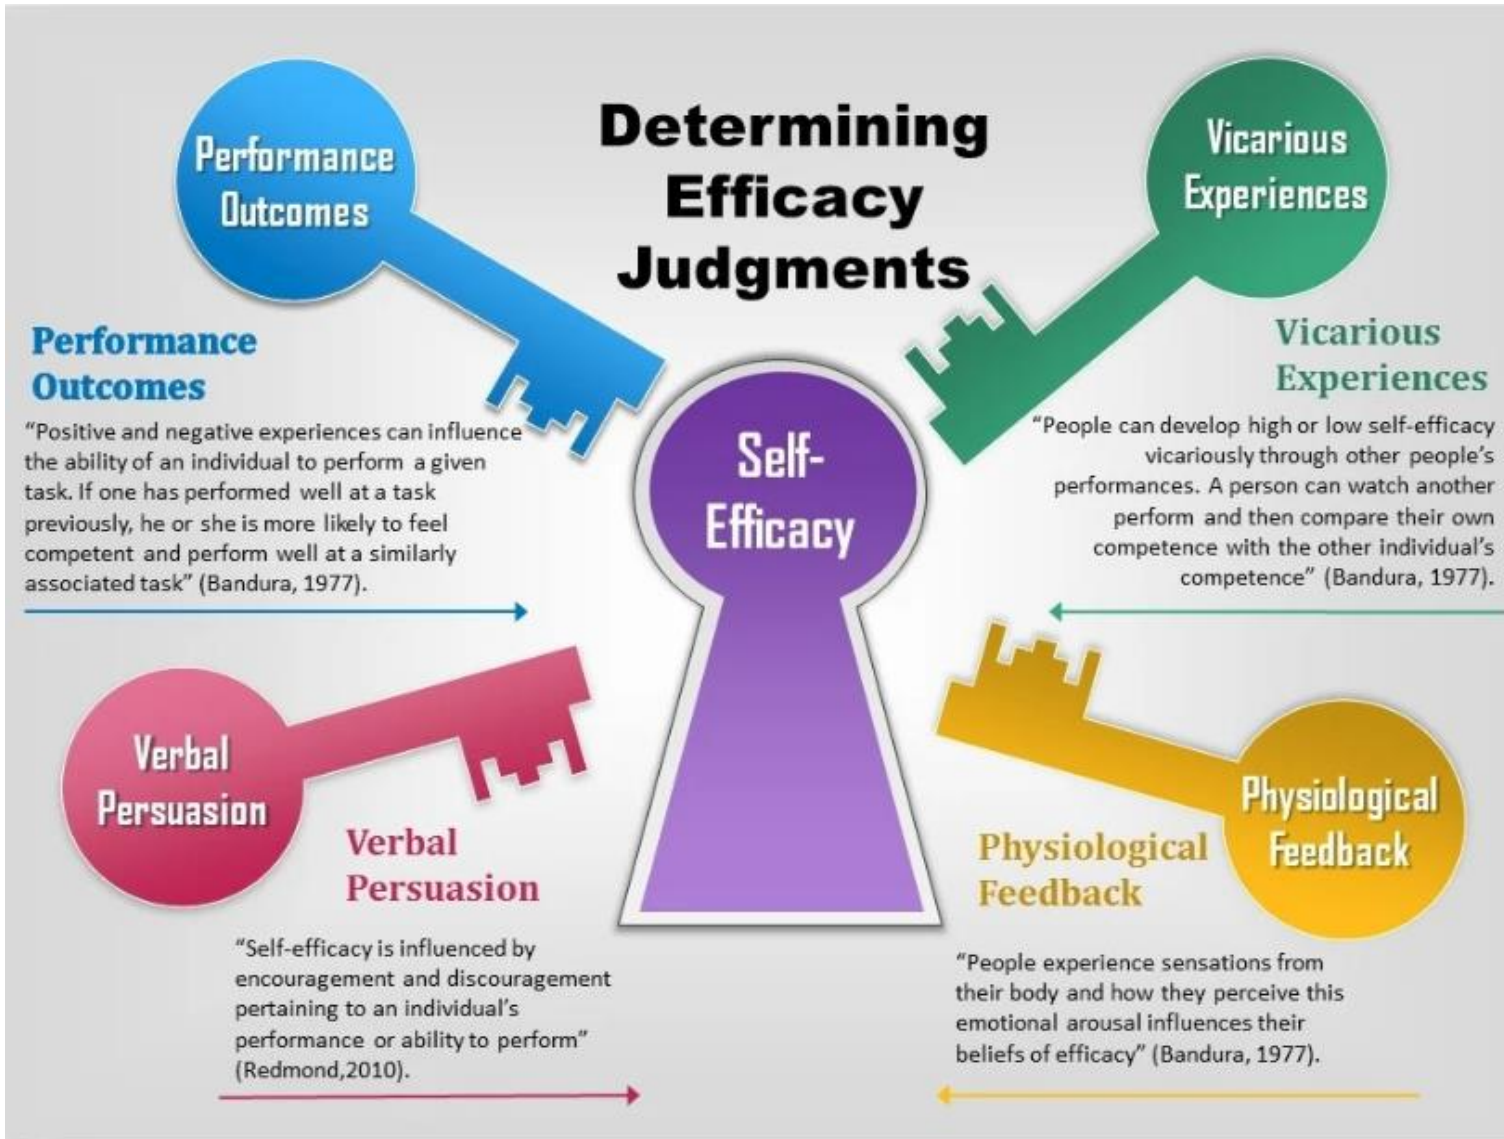 Determining
Efficacy
Judgments
Performance
Outcomes
Performance
Outcomes
“Positive and negative experiences can influence
the ability of an individual to perform a given
task. If one has performed well at a task
previously, he or she is more likely to feel
competent and perform well at a similarly
associated task” (Bandura, 1977).
Vicarious
Experiences
Vicarious
Experiences
“People can develop high or low self-efficacy
vicariously through other people’s
performances. A person can watch another
perform and then compare their own
competence with the other individual’s
competence” (Bandura, 1977).
Self-
Efficacy
Verbal
Persuasion
Verbal
Persuasion
“Self-efficacy is influenced by
encouragement and discouragement
pertaining to an individual’s
performance or ability to perform”
(Redmond,2010).
Physiological
Feedback
Physiological
Feedback
“People experience sensations from
their body and how they perceive this
emotional arousal influences their
beliefs of efficacy” (Bandura, 1977).